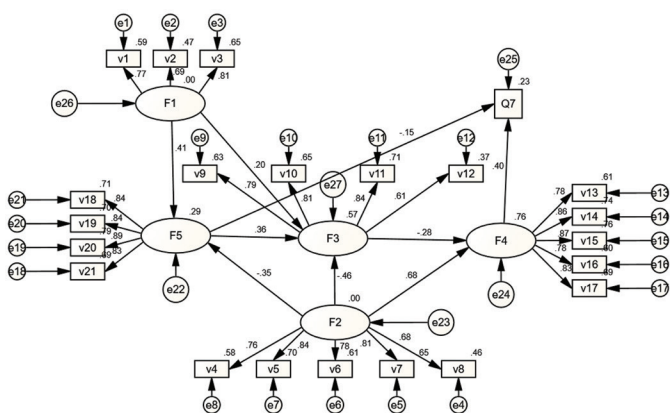 e1 e2 e3
.59 .47 .65
v1 v2 v3
.77 .69 .81
.00
e26 F1
e25
.23
Q7
-.15
.41 .20 .40
e9 e10 e11 e12
.63 .65 .71 .37
v9 v10 v11 v12
e27
.79 .81 .84 .61
.57
.71
e21 v18 .84
.70
e20 v19 .84
.79
e19 v20 .89
.69
e18 v21 .83
.29
F5 .36 F3 -.28 F4
.76
e22 e24
.61
.78 v13 e13
.74
.86 v14 e14
.76
.87 v15 e15
.60
.78 v16 e16
.69
.83 v17 e17
-.35 -.46 .68
.00
F2 e23
.76 .84 .78 .81 .68
.58 .70 .61 .65 .46
v4 v5 v6 v7 v8
e8 e7 e6 e5 e4